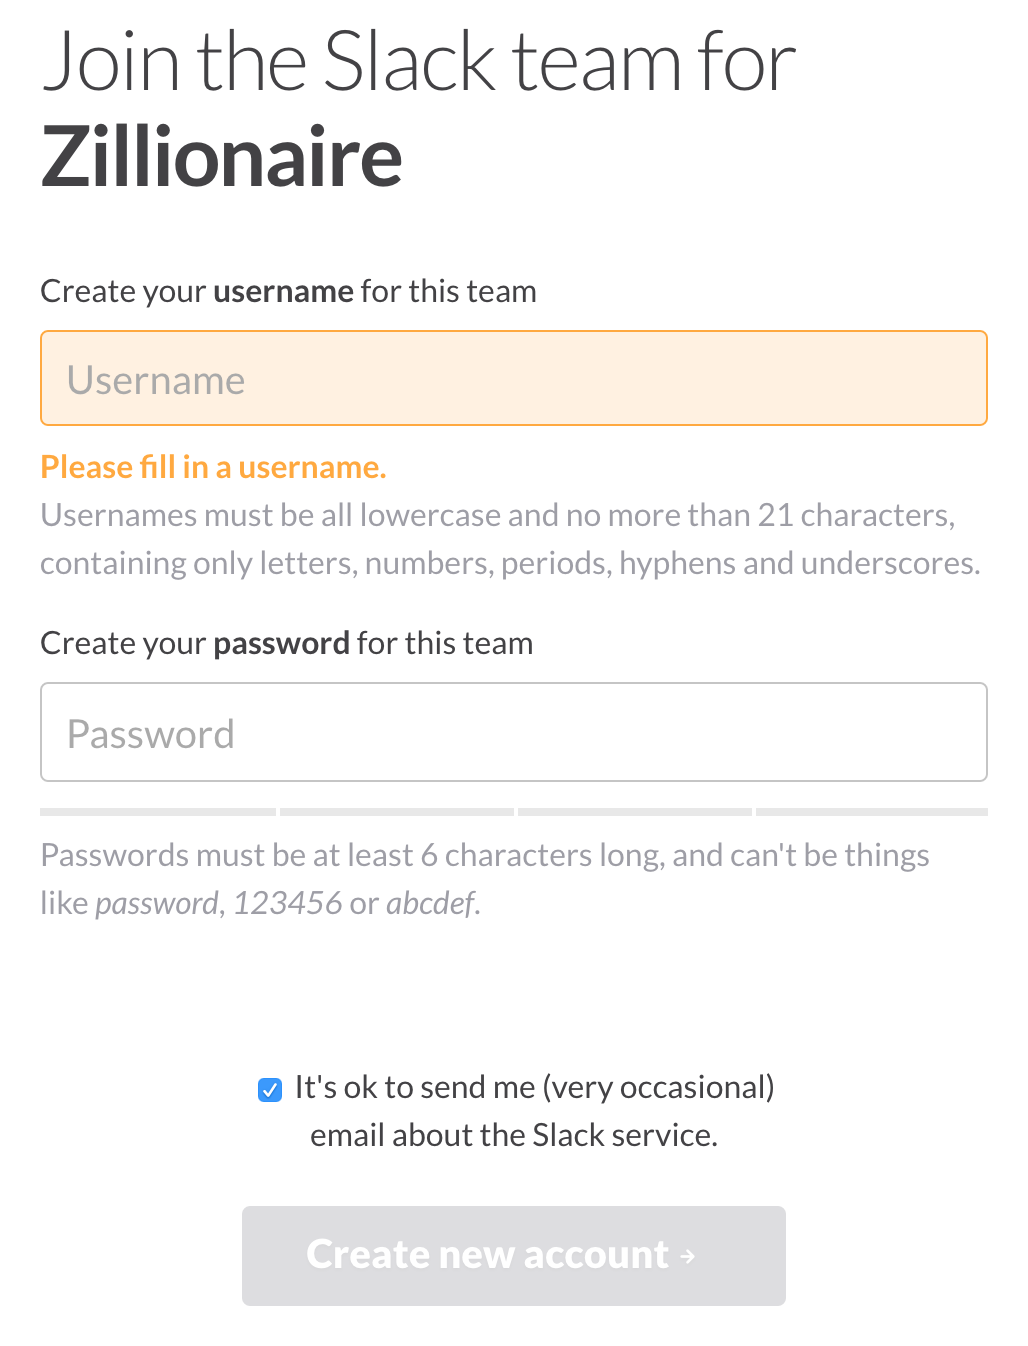 Join the Slack team for
Zillionaire
Create your username for this team
Username
Please fill in a username.
Usernames must be all lowercase and no more than 21 characters,
containing only letters, numbers, periods, hyphens and underscores.
Create your password for this team
Password
Passwords must be at least 6 characters long, and can't be things
like password, 123456 or abcdef.
It's ok to send me (very occasional)
email about the Slack service.
Create new account →